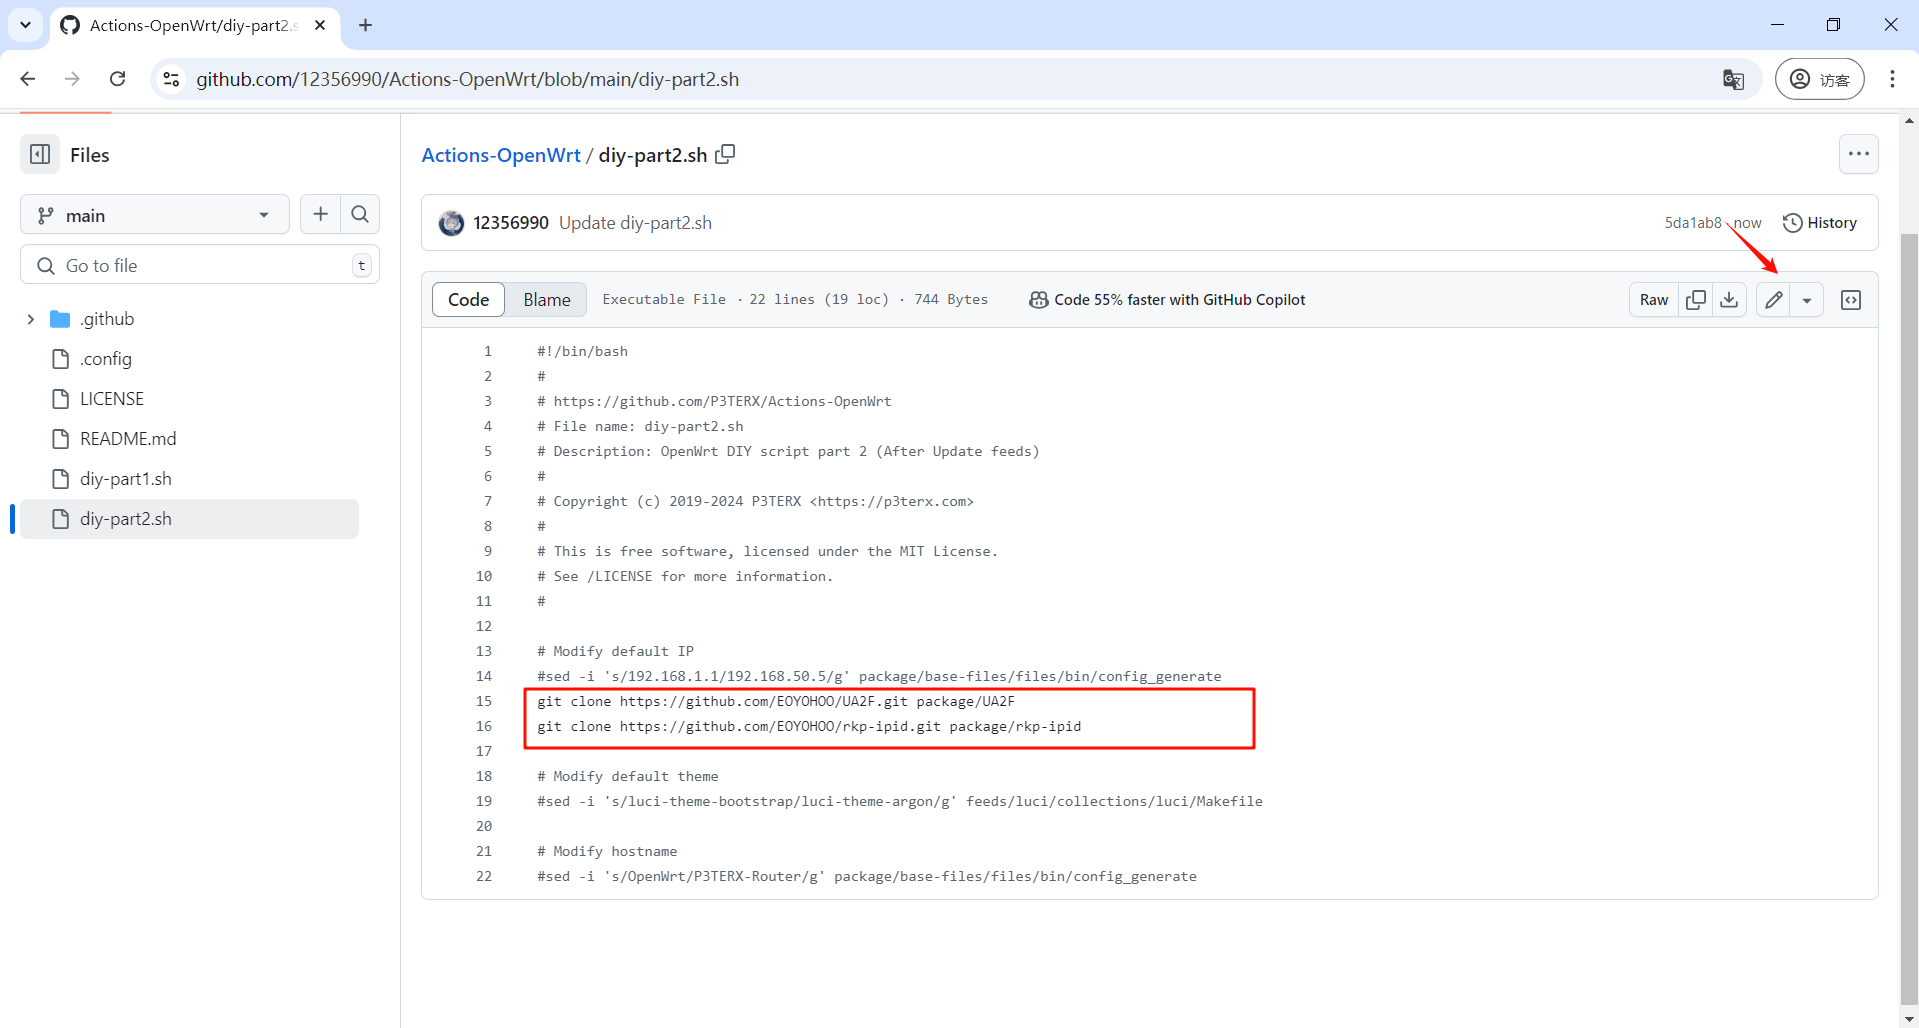 Actions-OpenWrt/diy-part2.s
github.com/12356990/Actions-OpenWrt/blob/main/diy-part2.sh
访客
Files
main
Go to file
t
.github
.config
LICENSE
README.md
diy-part1.sh
diy-part2.sh
Actions-OpenWrt / diy-part2.sh
12356990 Update diy-part2.sh
5da1ab8 · now
History
Code
Blame
Executable File · 22 lines (19 loc) · 744 Bytes
Code 55% faster with GitHub Copilot
Raw
1 #!/bin/bash
2 #
3 # https://github.com/P3TERX/Actions-OpenWrt
4 # File name: diy-part2.sh
5 # Description: OpenWrt DIY script part 2 (After Update feeds)
6 #
7 # Copyright (c) 2019-2024 P3TERX <https://p3terx.com>
8 #
9 # This is free software, licensed under the MIT License.
10 # See /LICENSE for more information.
11 #
12
13 # Modify default IP
14 #sed -i 's/192.168.1.1/192.168.50.5/g' package/base-files/files/bin/config_generate
15 git clone https://github.com/EOYOHOO/UA2F.git package/UA2F
16 git clone https://github.com/EOYOHOO/rkp-ipid.git package/rkp-ipid
17
18 # Modify default theme
19 #sed -i 's/luci-theme-bootstrap/luci-theme-argon/g' feeds/luci/collections/luci/Makefile
20
21 # Modify hostname
22 #sed -i 's/OpenWrt/P3TERX-Router/g' package/base-files/files/bin/config_generate